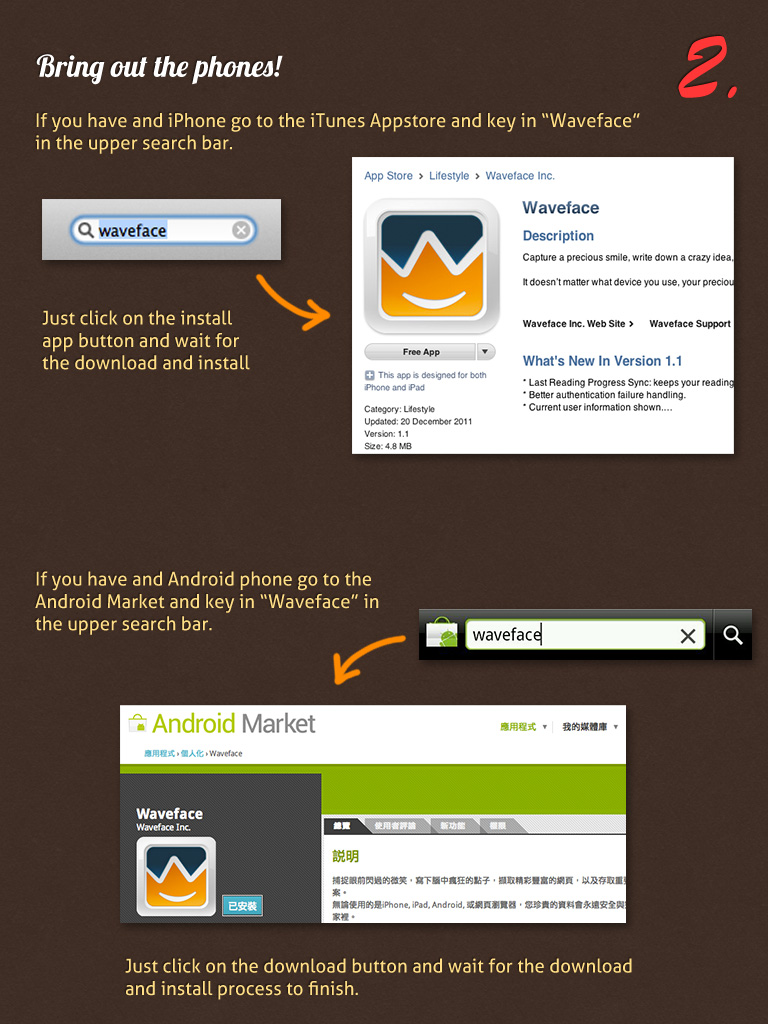 Bring out the phones!
2.
If you have and iPhone go to the iTunes Appstore and key in “Waveface”
in the upper search bar.
waveface
Just click on the install
app button and wait for
the download and install
App Store › Lifestyle › Waveface Inc.
Waveface
Description
Capture a precious smile, write down a crazy idea,
It doesn't matter what device you use, your preciou
Waveface Inc. Web Site › Waveface Support
What's New In Version 1.1
* Last Reading Progress Sync: keeps your reading
* Better authentication failure handling.
* Current user information shown....
Free App
This app is designed for both
iPhone and iPad
Category: Lifestyle
Updated: 20 December 2011
Version: 1.1
Size: 4.8 MB
If you have and Android phone go to the
Android Market and key in “Waveface” in
the upper search bar.
waveface
Android Market
應用程式 我的媒體庫
應用程式 › 個人化 › Waveface
Waveface
Waveface Inc.
已安裝
總覽 使用者評論 新功能 權限
說明
捕捉眼前閃過的微笑，寫下腦中瘋狂的點子，擷取精彩豐富的網頁，以及存取重要
案。
無論使用的是iPhone, iPad, Android, 或網頁瀏覽器，您珍貴的資料會永遠安全與
家裡。
Just click on the download button and wait for the download
and install process to finish.